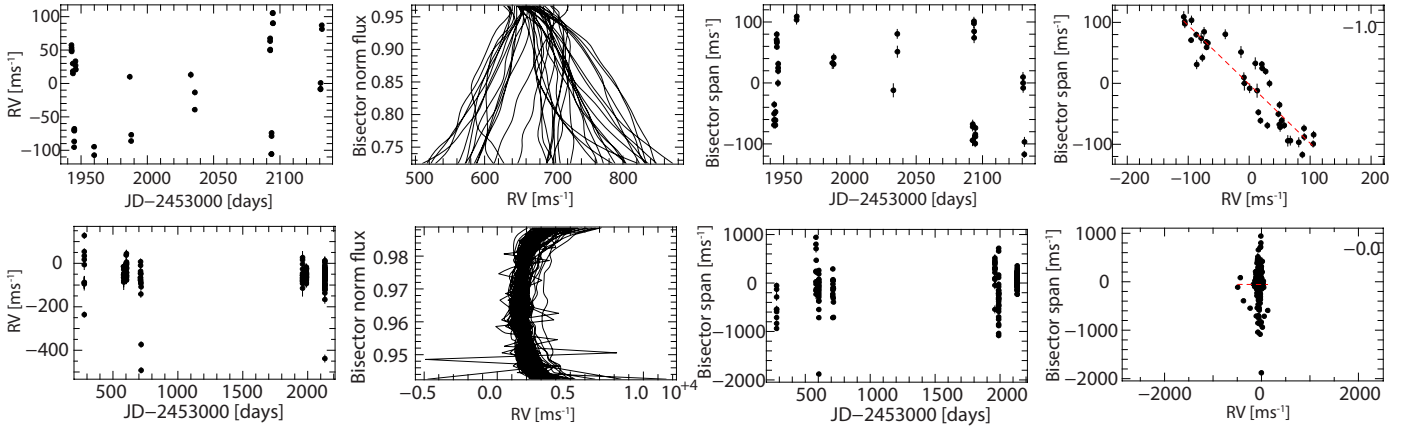 RV [ms⁻¹]
100
50
0
−50
−100
1950 2000 2050 2100
JD−2453000 [days]
Bisector norm flux
0.95
0.90
0.85
0.80
0.75
500 600 700 800
RV [ms⁻¹]
Bisector span [ms⁻¹]
100
0
−100
1950 2000 2050 2100
JD−2453000 [days]
Bisector span [ms⁻¹]
100
0
−100
−1.0
−200 −100 0 100 200
RV [ms⁻¹]
RV [ms⁻¹]
0
−200
−400
500 1000 1500 2000
JD−2453000 [days]
Bisector norm flux
0.98
0.97
0.96
0.95
−0.5 0.0 0.5 1.0
10⁺⁴
RV [ms⁻¹]
Bisector span [ms⁻¹]
1000
0
−1000
−2000
500 1000 1500 2000
JD−2453000 [days]
Bisector span [ms⁻¹]
1000
0
−1000
−2000
−0.0
−2000 0 2000
RV [ms⁻¹]